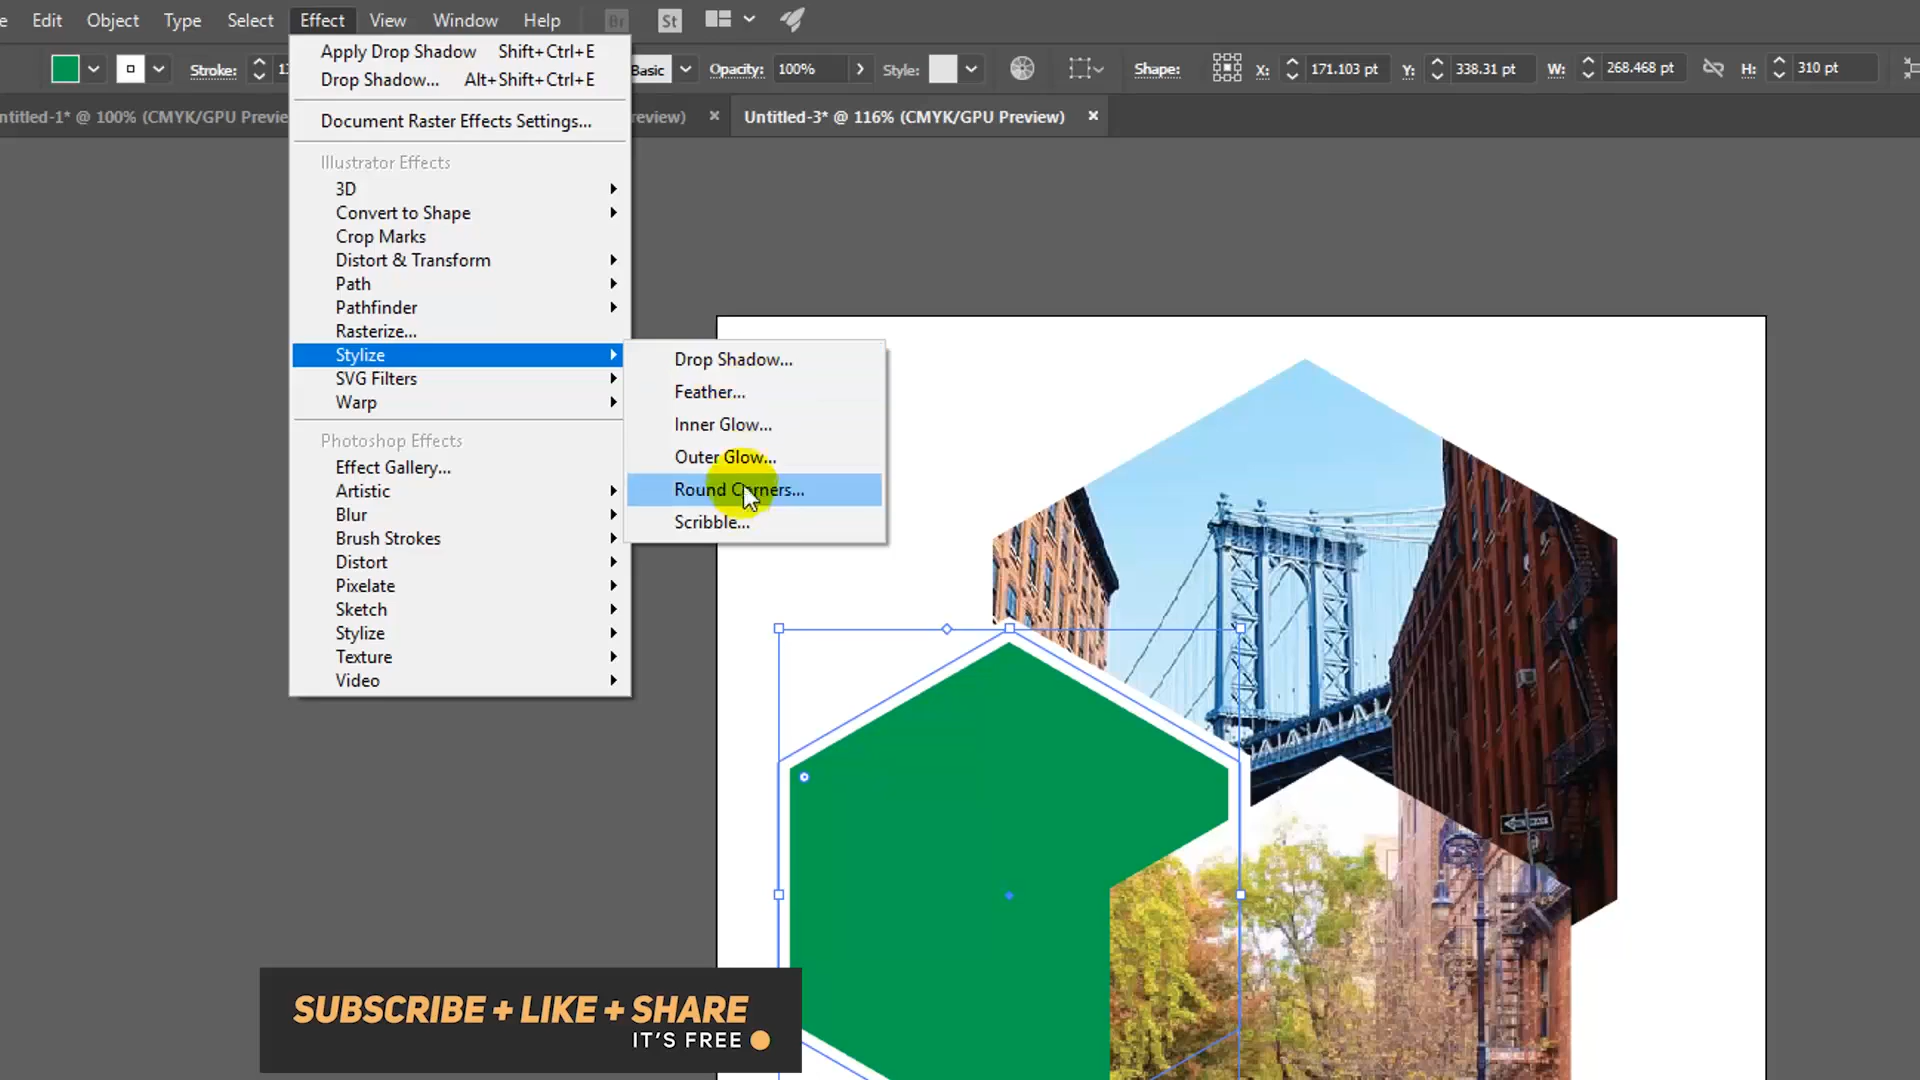 Edit Object Type Select Effect View Window Help Br St
Stroke: Basic Opacity: 100% Style: Shape: X: 171.103 pt Y: 338.31 pt W: 268.468 pt H: 310 pt
ntitled-1* @ 100% (CMYK/GPU Previe review) × Untitled-3* @ 116% (CMYK/GPU Preview) ×
Apply Drop Shadow Shift+Ctrl+E
Drop Shadow... Alt+Shift+Ctrl+E
Document Raster Effects Settings...
Illustrator Effects
3D
Convert to Shape
Crop Marks
Distort & Transform
Path
Pathfinder
Rasterize...
Stylize
SVG Filters
Warp
Photoshop Effects
Effect Gallery...
Artistic
Blur
Brush Strokes
Distort
Pixelate
Sketch
Stylize
Texture
Video
Drop Shadow...
Feather...
Inner Glow...
Outer Glow...
Round Corners...
Scribble...
SUBSCRIBE + LIKE + SHARE
IT'S FREE